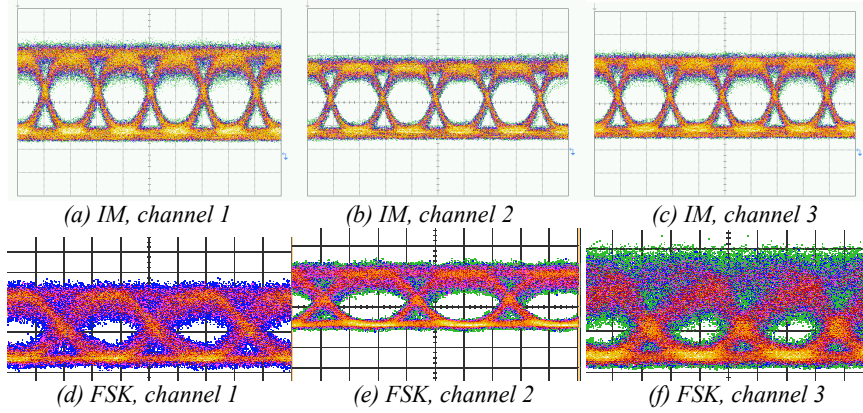 (a) IM, channel 1
(b) IM, channel 2
(c) IM, channel 3
(d) FSK, channel 1
(e) FSK, channel 2
(f) FSK, channel 3